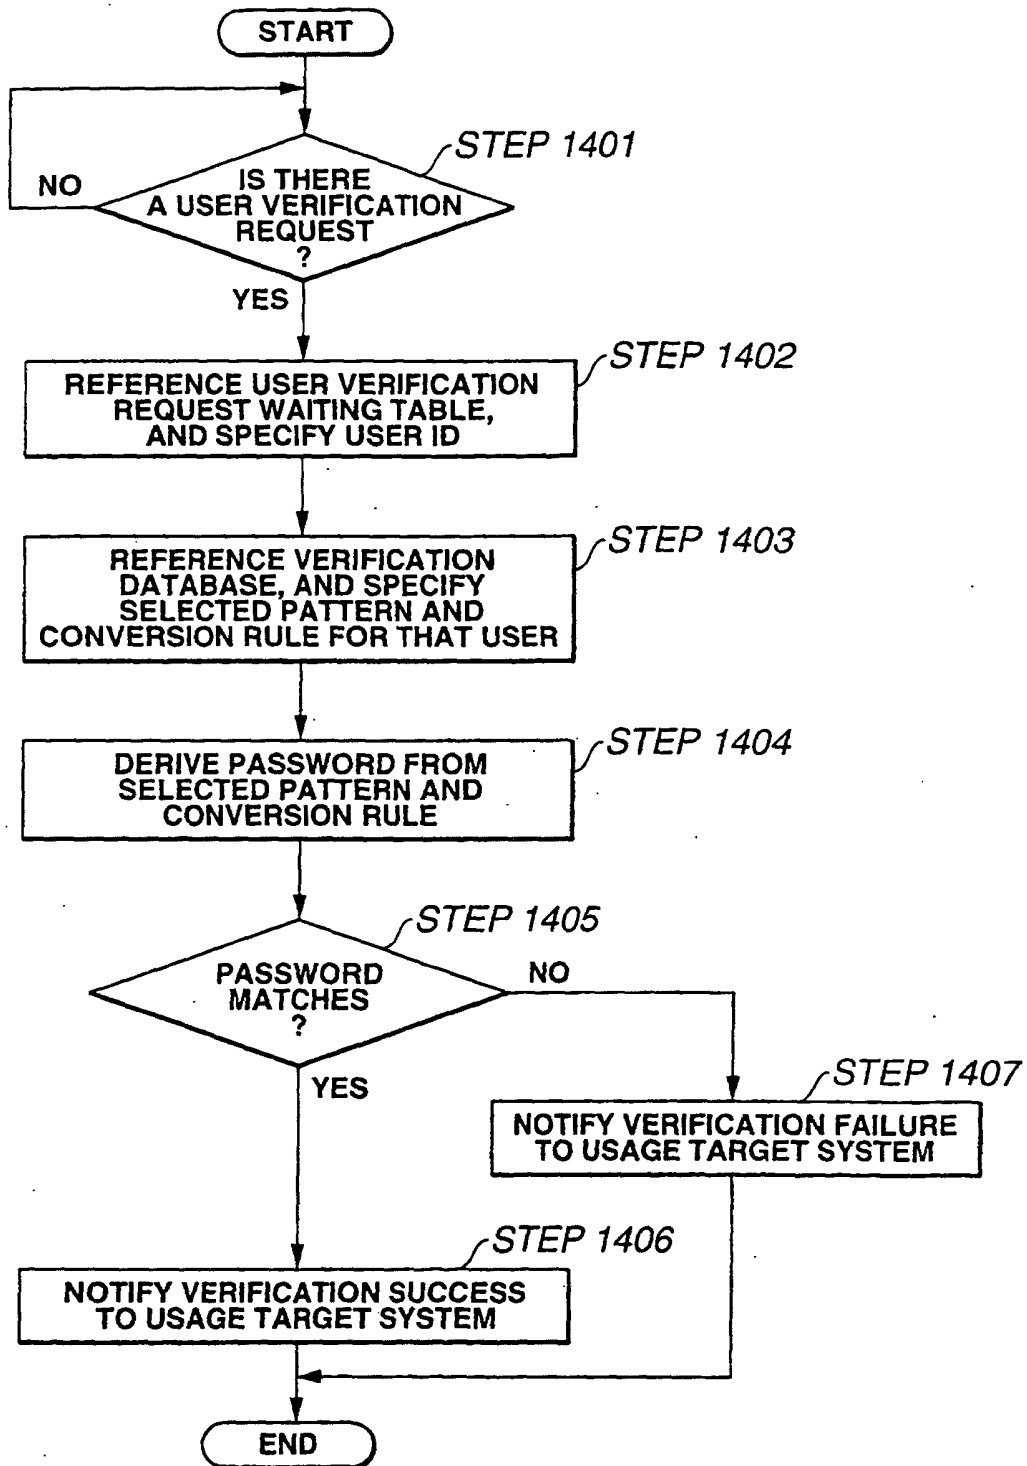 START
STEP 1401
NO
IS THERE
A USER VERIFICATION
REQUEST
?
YES
STEP 1402
REFERENCE USER VERIFICATION
REQUEST WAITING TABLE,
AND SPECIFY USER ID
STEP 1403
REFERENCE VERIFICATION
DATABASE, AND SPECIFY
SELECTED PATTERN AND
CONVERSION RULE FOR THAT USER
STEP 1404
DERIVE PASSWORD FROM
SELECTED PATTERN AND
CONVERSION RULE
STEP 1405
PASSWORD
MATCHES
?
NO
YES
STEP 1407
NOTIFY VERIFICATION FAILURE
TO USAGE TARGET SYSTEM
STEP 1406
NOTIFY VERIFICATION SUCCESS
TO USAGE TARGET SYSTEM
END